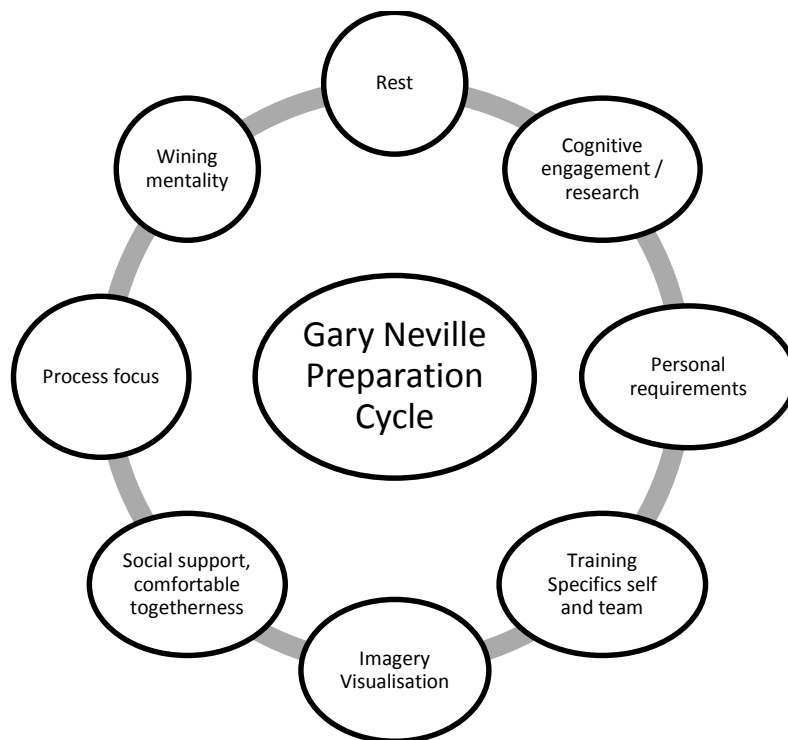 Rest
Cognitive
engagement /
research
Personal
requirements
Training
Specifics self
and team
Imagery
Visualisation
Social support,
comfortable
togetherness
Process focus
Wining
mentality
Gary Neville
Preparation
Cycle